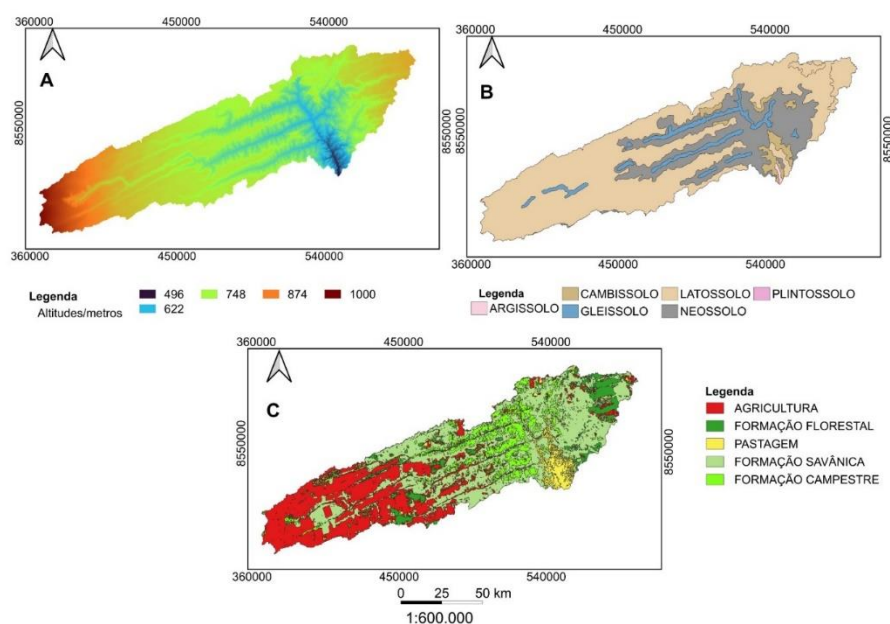 360000 450000 540000
A
8550000
360000 450000 540000
Legenda
Altitudes/metros
496 748 874 1000
622
360000 450000 540000
B
8550000 8550000
360000 450000 540000
Legenda CAMBISSOLO LATOSSOLO PLINTOSSOLO
ARGISSOLO GLEISSOLO NEOSSOLO
360000 450000 540000
C
8550000 8550000
360000 450000 540000
Legenda
AGRICULTURA
FORMAÇÃO FLORESTAL
PASTAGEM
FORMAÇÃO SAVÂNICA
FORMAÇÃO CAMPESTRE
0 25 50 km
1:600.000